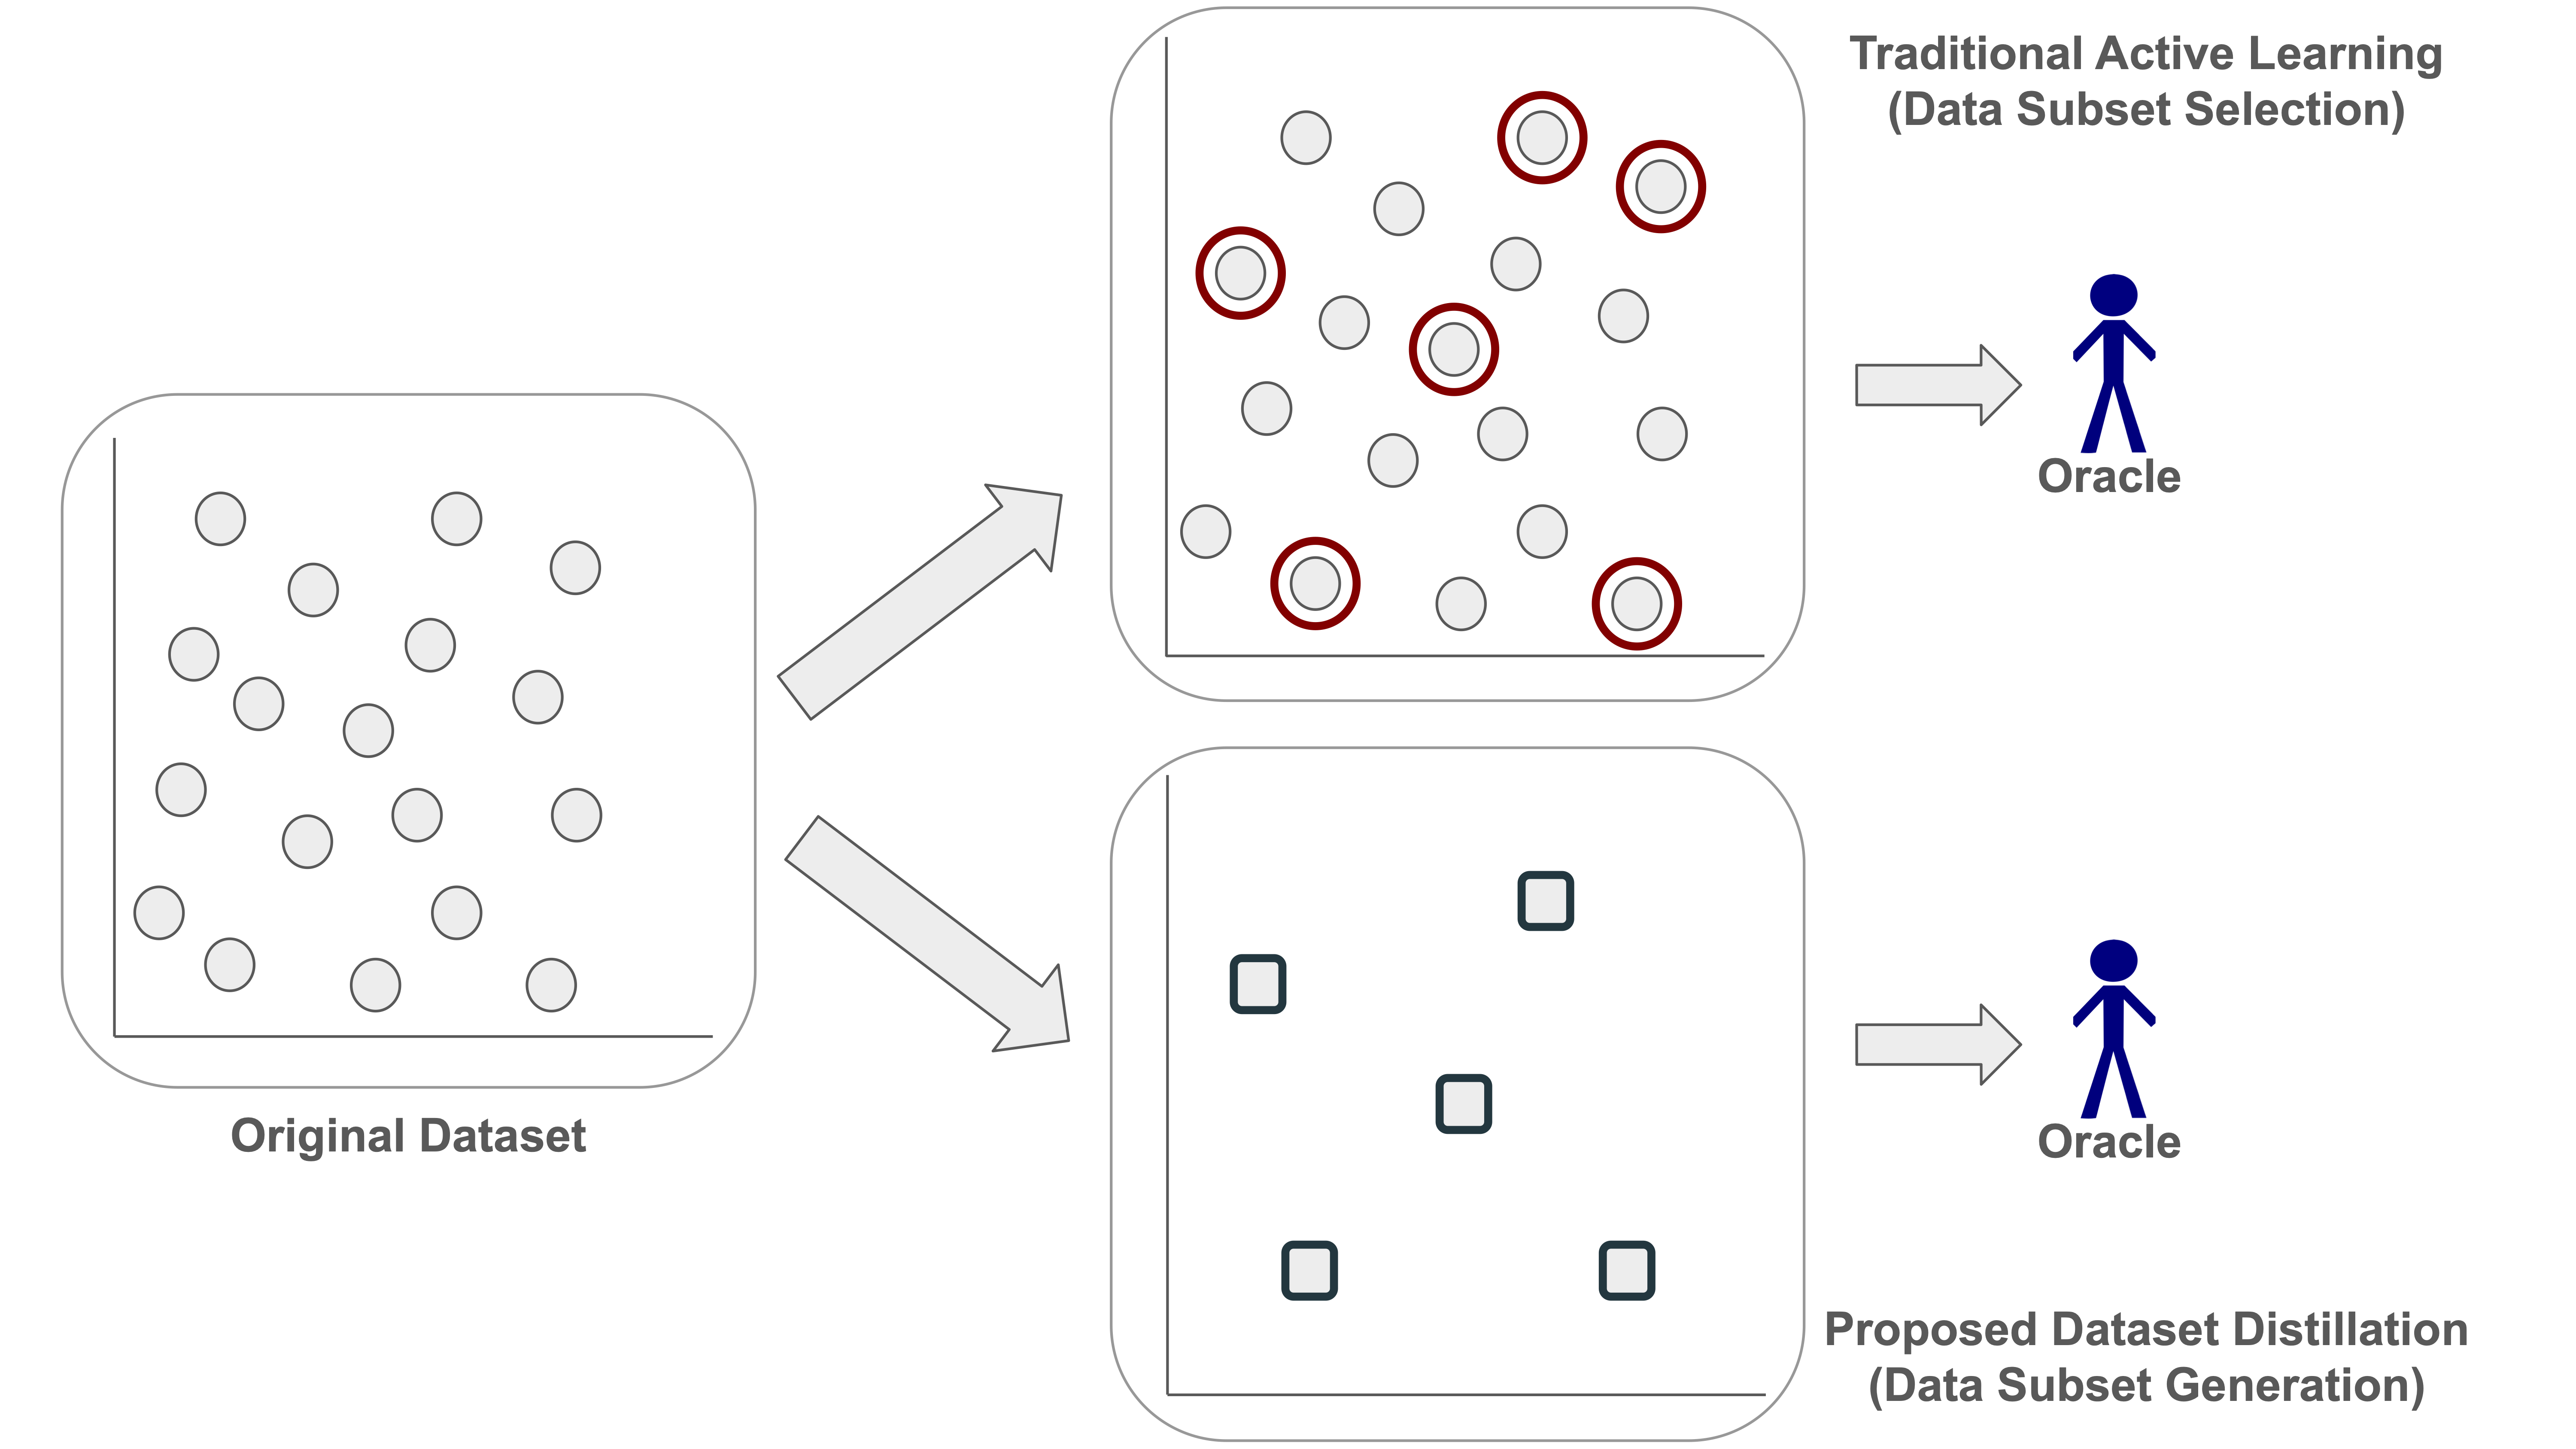 Traditional Active Learning
(Data Subset Selection)
Oracle
Original Dataset
Oracle
Proposed Dataset Distillation
(Data Subset Generation)